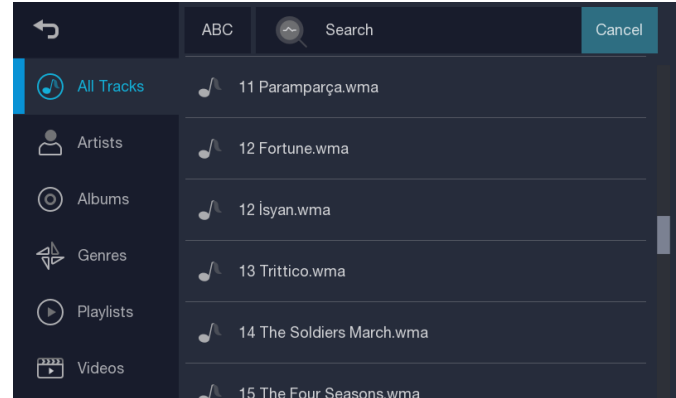 ABC
Search
Cancel
All Tracks
Artists
Albums
Genres
Playlists
Videos
11 Paramparça.wma
12 Fortune.wma
12 İsyan.wma
13 Trittico.wma
14 The Soldiers March.wma
15 The Four Seasons.wma